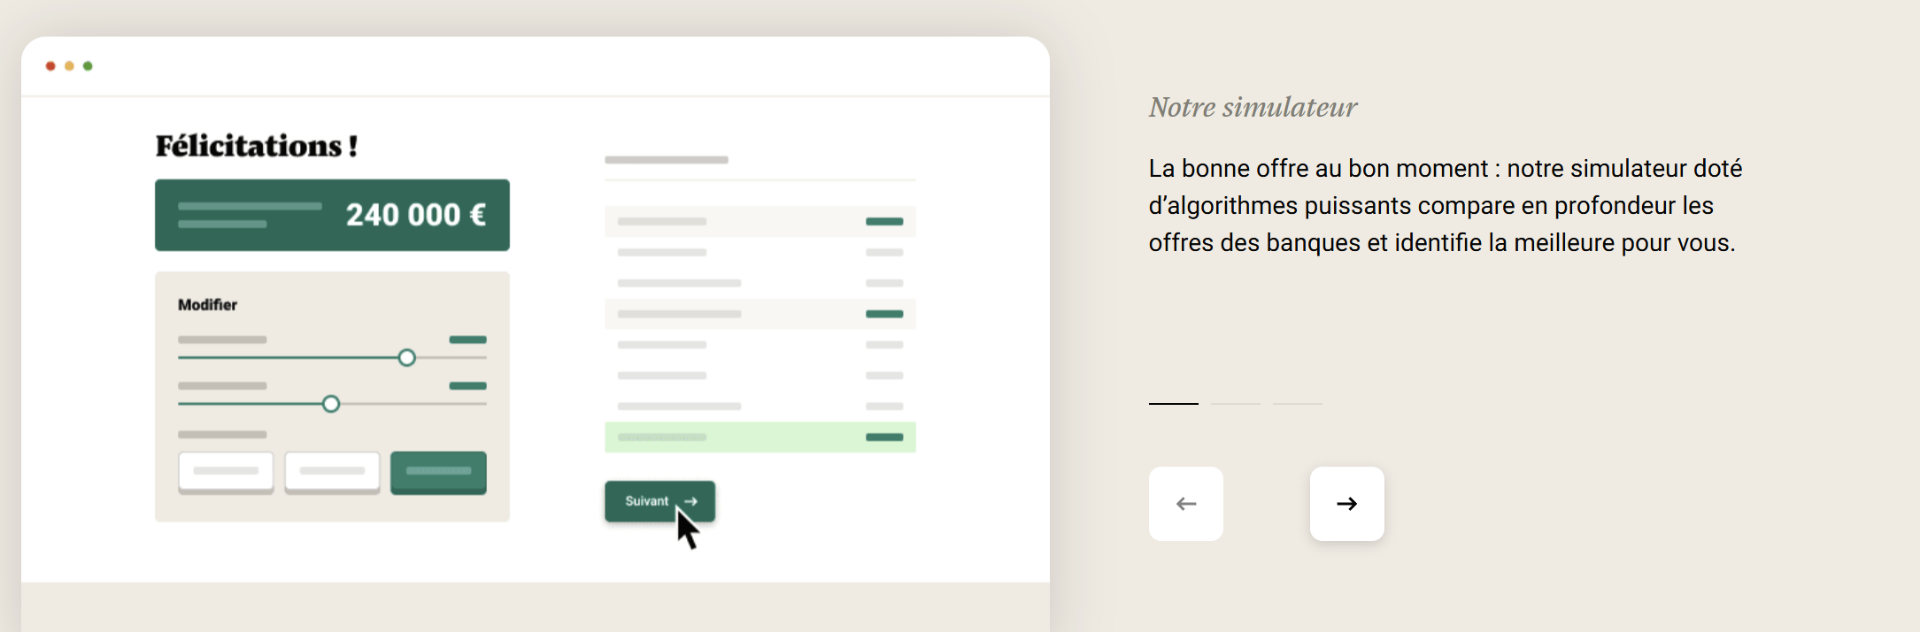 Félicitations !
240 000 €
Modifier
Suivant →
Notre simulateur
La bonne offre au bon moment : notre simulateur doté
d’algorithmes puissants compare en profondeur les
offres des banques et identifie la meilleure pour vous.